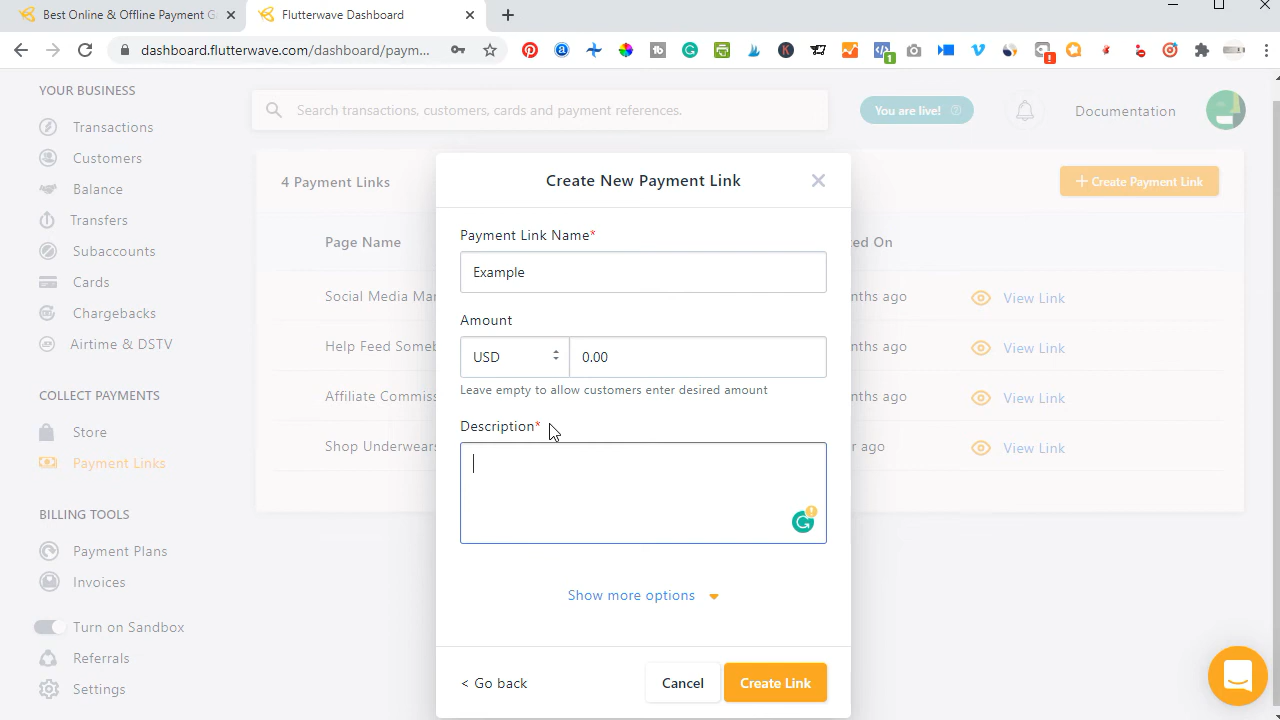 Best Online & Offline Payment G
Flutterwave Dashboard
dashboard.flutterwave.com/dashboard/paym...
YOUR BUSINESS
Transactions
Customers
Balance
Transfers
Subaccounts
Cards
Chargebacks
Airtime & DSTV
COLLECT PAYMENTS
Store
Payment Links
BILLING TOOLS
Payment Plans
Invoices
Turn on Sandbox
Referrals
Settings
Search transactions, customers, cards and payment references.
You are live!
Documentation
4 Payment Links
+ Create Payment Link
Page Name
ed On
Social Media Mar
nths ago
View Link
Help Feed Someb
nths ago
View Link
Affiliate Commiss
nths ago
View Link
Shop Underwears
r ago
View Link
Create New Payment Link
Payment Link Name*
Example
Amount
USD
0.00
Leave empty to allow customers enter desired amount
Description*
Show more options
< Go back
Cancel
Create Link